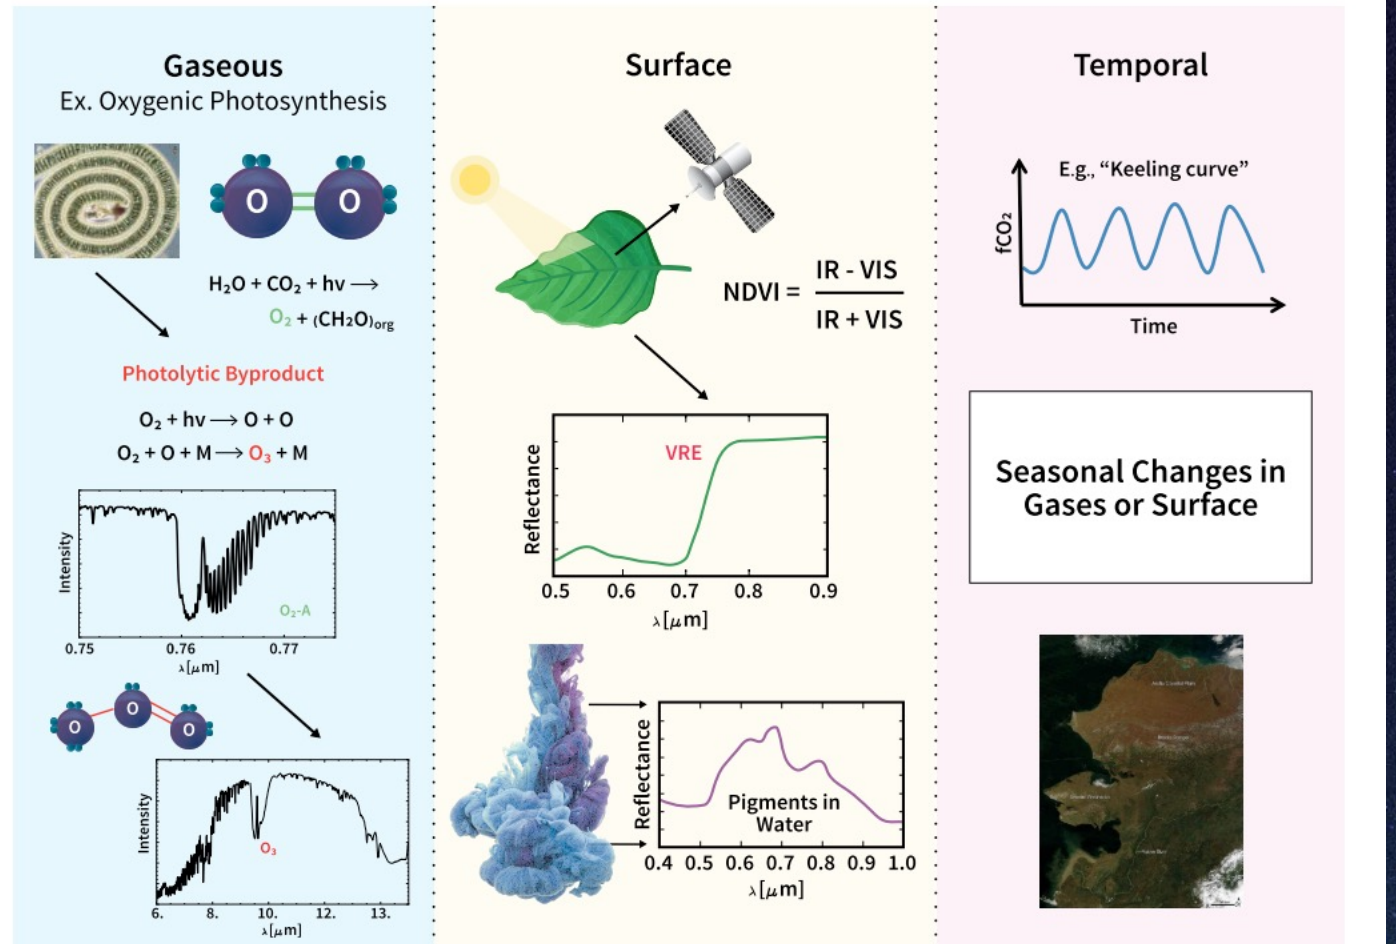 Gaseous
Ex. Oxygenic Photosynthesis
O
O
H₂O + CO₂ + hν ⟶
O₂ + (CH2O)org
Photolytic Byproduct
O₂ + hν ⟶ O + O
O₂ + O + M ⟶ O₃ + M
Intensity
O₂-A
0.75 0.76 0.77
λ[μm]
O
O
O
Intensity
O₃
6. 8. 10. 12. 13.
λ[μm]
Surface
NDVI = IR - VIS
IR + VIS
Reflectance
VRE
0.5 0.6 0.7 0.8 0.9
λ[μm]
Reflectance
Pigments in
Water
0.4 0.5 0.6 0.7 0.8 0.9 1.0
λ[μm]
Temporal
E.g., “Keeling curve”
fCO₂
Time
Seasonal Changes in
Gases or Surface